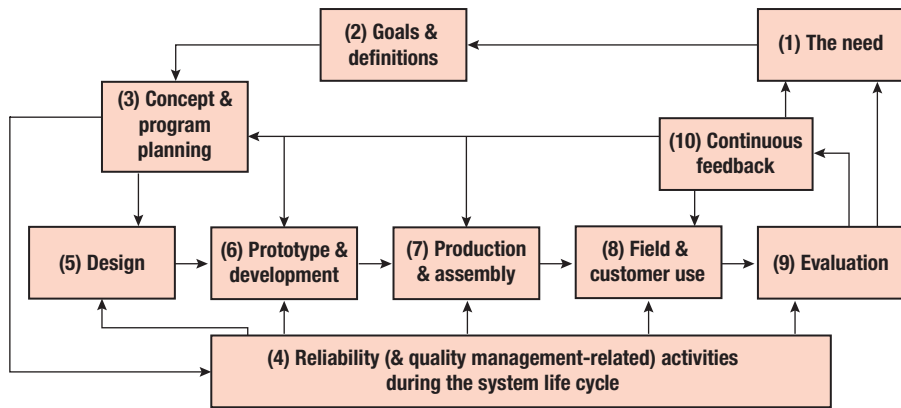 (2) Goals &
definitions
(1) The need
(3) Concept &
program
planning
(10) Continuous
feedback
(5) Design
(6) Prototype &
development
(7) Production
& assembly
(8) Field &
customer use
(9) Evaluation
(4) Reliability (& quality management-related) activities
during the system life cycle